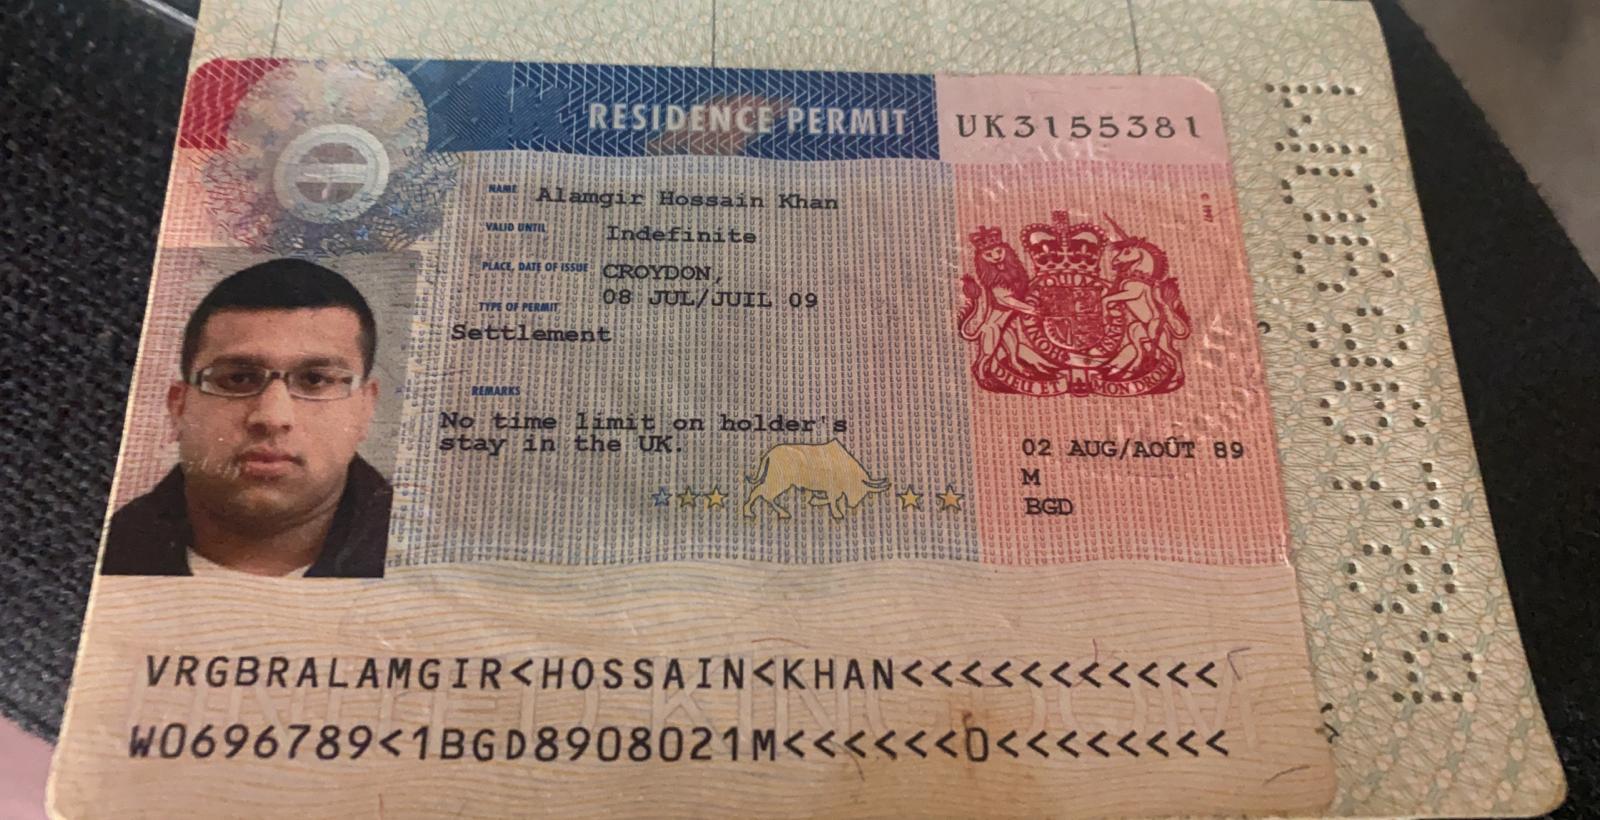 RESIDENCE PERMIT
UK3155381
NAME Alamgir Hossain Khan
VALID UNTIL Indefinite
PLACE, DATE OF ISSUE CROYDON,
08 JUL/JUIL 09
TYPE OF PERMIT
Settlement
REMARKS
No time limit on holder's
stay in the UK.
DIEU ET MON DROIT
02 AUG/AOÛT 89
M
BGD
VRGBRALAMGIR<HOSSAIN<KHAN<<<<<<<<<<<
W0696789<1BGD8908021M<<<<<<0<<<<<<<<
UNITED KINGDOM